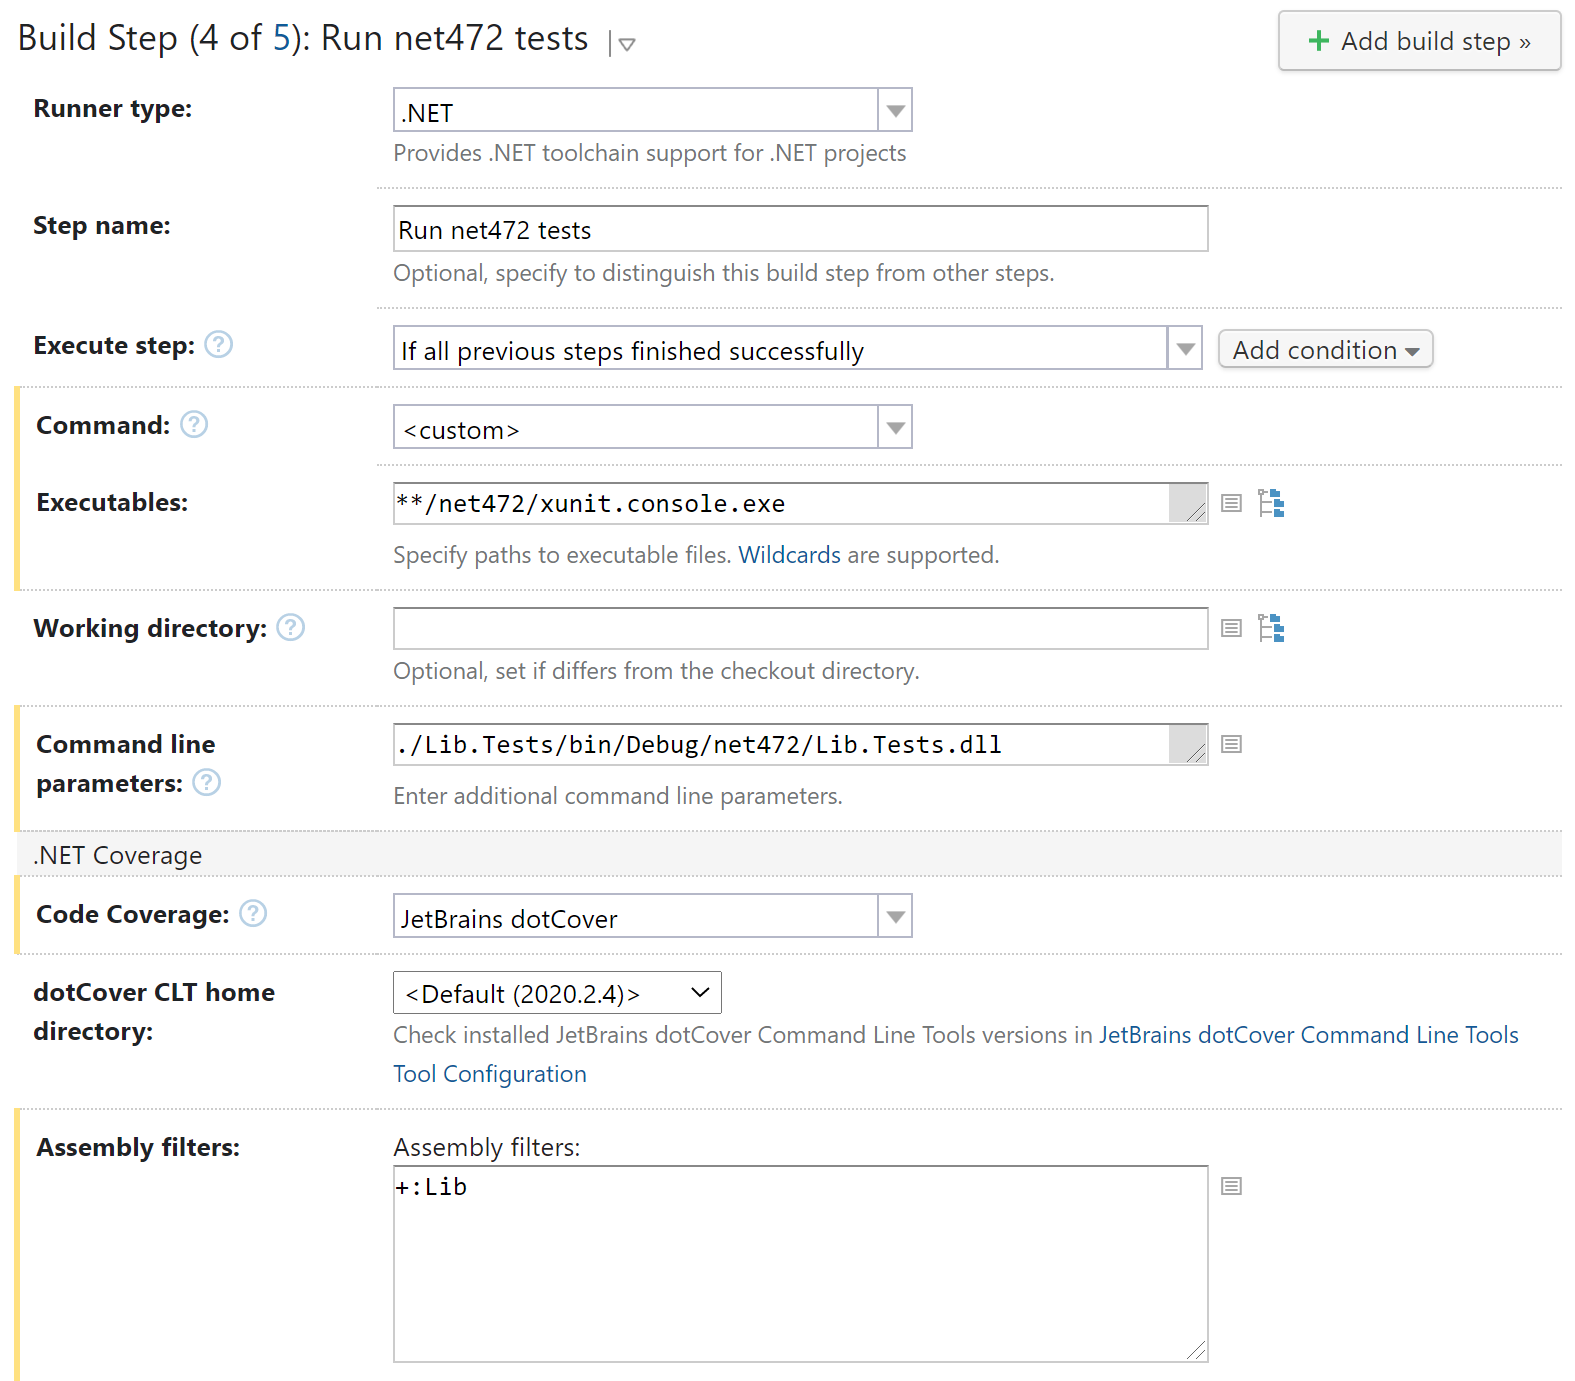 Build Step (4 of 5): Run net472 tests
Add build step »
Runner type:
.NET
Provides .NET toolchain support for .NET projects
Step name:
Run net472 tests
Optional, specify to distinguish this build step from other steps.
Execute step: ?
If all previous steps finished successfully
Add condition
Command: ?
<custom>
Executables:
**/net472/xunit.console.exe
Specify paths to executable files. Wildcards are supported.
Working directory: ?
Optional, set if differs from the checkout directory.
Command line
parameters: ?
./Lib.Tests/bin/Debug/net472/Lib.Tests.dll
Enter additional command line parameters.
.NET Coverage
Code Coverage: ?
JetBrains dotCover
dotCover CLT home
directory:
<Default (2020.2.4)>
Check installed JetBrains dotCover Command Line Tools versions in JetBrains dotCover Command Line Tools
Tool Configuration
Assembly filters:
Assembly filters:
+:Lib